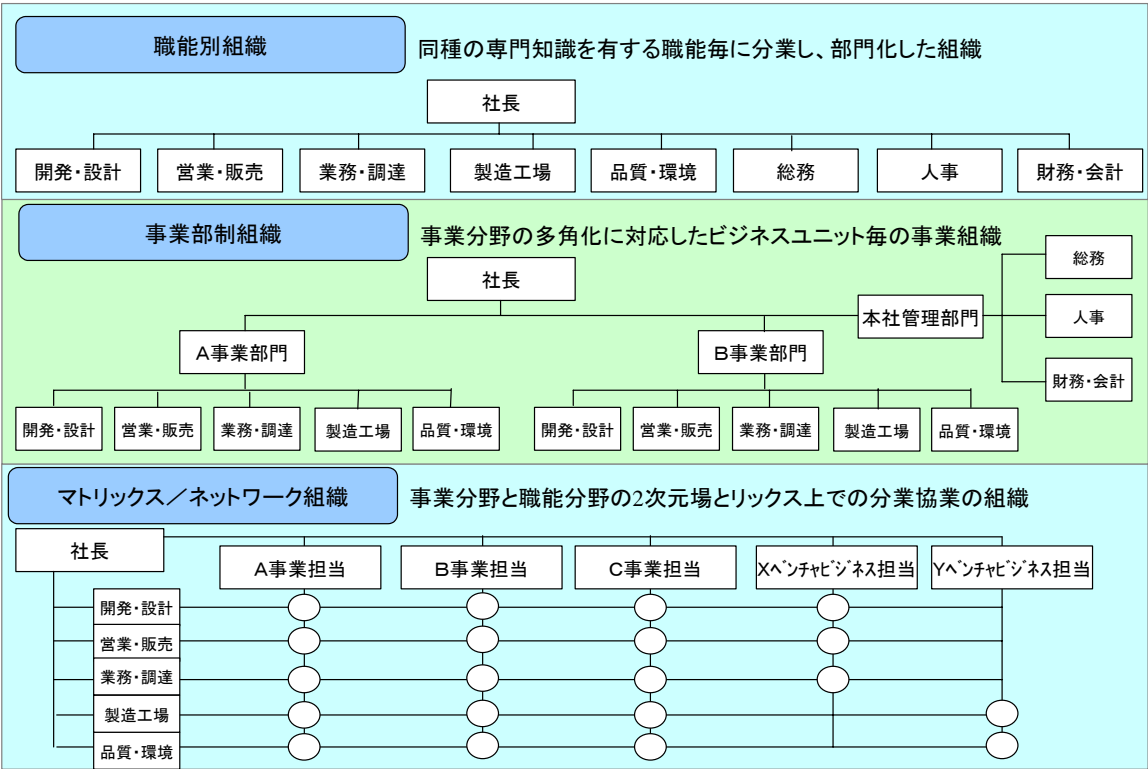 職能別組織
同種の専門知識を有する職能毎に分業し、部門化した組織
社長
開発・設計
営業・販売
業務・調達
製造工場
品質・環境
総務
人事
財務・会計
事業部制組織
事業分野の多角化に対応したビジネスユニット毎の事業組織
社長
本社管理部門
総務
人事
財務・会計
A事業部門
B事業部門
開発・設計
営業・販売
業務・調達
製造工場
品質・環境
開発・設計
営業・販売
業務・調達
製造工場
品質・環境
マトリックス／ネットワーク組織
事業分野と職能分野の2次元場とリックス上での分業協業の組織
社長
A事業担当
B事業担当
C事業担当
Xベンチャビジネス担当
Yベンチャビジネス担当
開発・設計
営業・販売
業務・調達
製造工場
品質・環境